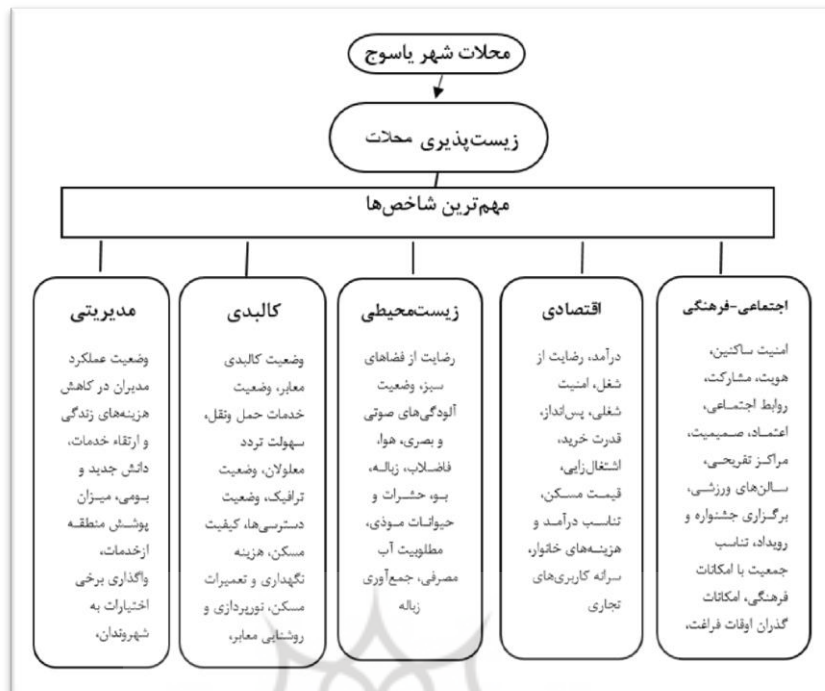 محلات شهر یاسوج
زیست‌پذیری محلات
مهم‌ترین شاخص‌ها
اجتماعی-فرهنگی
امنیت ساکنین،
هویت، مشارکت،
روابط اجتماعی،
اعتماد، صمیمیت،
مراکز تفریحی،
سالن‌های ورزشی،
برگزاری جشنواره و
رویداد، تناسب
جمعیت با امکانات
فرهنگی، امکانات
گذران اوقات فراغت،
اقتصادی
درآمد، رضایت از
شغل، امنیت
شغلی، پس‌انداز،
قدرت خرید،
اشتغال‌زایی،
قیمت مسکن،
تناسب درآمد و
هزینه‌های خانوار،
سرانه کاربری‌های
تجاری
زیست‌محیطی
رضایت از فضاهای
سبز، وضعیت
آلودگی‌های صوتی
و بصری، هوا،
فاضلاب، زباله،
بو، حشرات و
حیوانات موذی،
مطلوبیت آب
مصرفی، جمع‌آوری
زباله
کالبدی
وضعیت کالبدی
معابر، وضعیت
خدمات حمل ونقل،
سهولت تردد
معلولان، وضعیت
ترافیک، وضعیت
دسترسی‌ها، کیفیت
مسکن، هزینه
نگهداری و تعمیرات
مسکن، نورپردازی و
روشنایی معابر،
مدیریتی
وضعیت عملکرد
مدیران در کاهش
هزینه‌های زندگی
و ارتقاء خدمات،
دانش جدید و
بومی، میزان
پوشش منطقه
ازخدمات،
واگذاری برخی
اختیارات به
شهروندان،